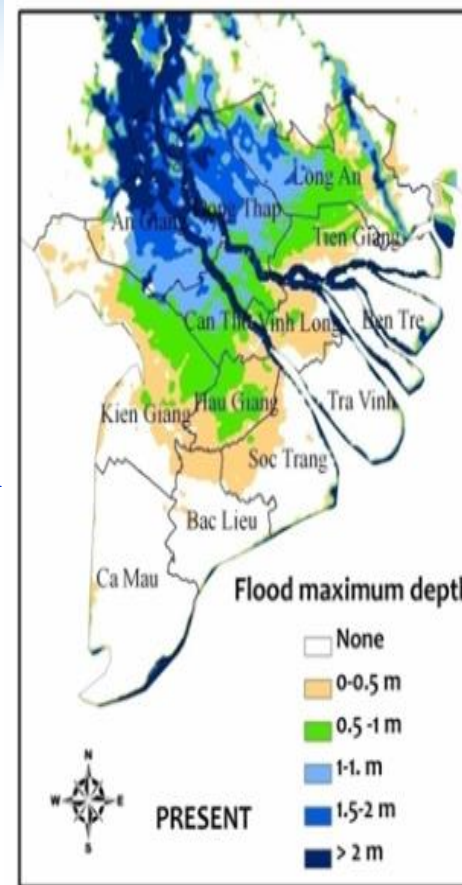 Long An
An Giang
Dong Thap
Tien Giang
Can Tho
Vinh Long
Ben Tre
Kien Giang
Hau Giang
Tra Vinh
Soc Trang
Bac Lieu
Ca Mau
Flood maximum depth
None
0-0.5 m
0.5 -1 m
1-1. m
1.5-2 m
> 2 m
N
W
E
S
PRESENT